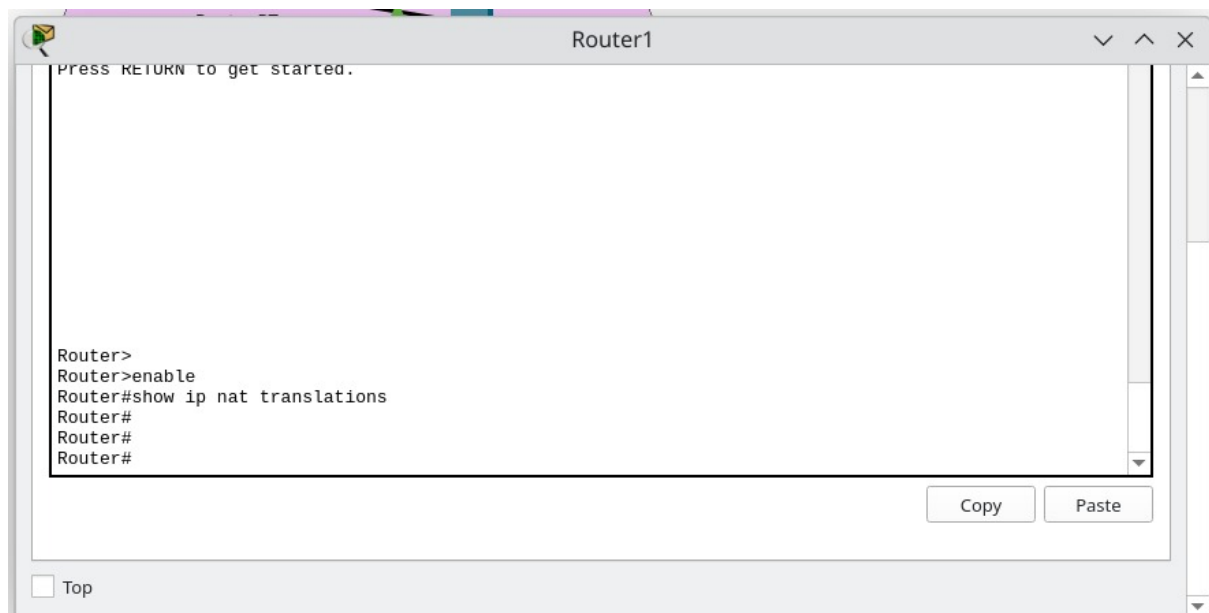 Router1
Press RETURN to get started.
Router>
Router>enable
Router#show ip nat translations
Router#
Router#
Router#
Copy
Paste
Top